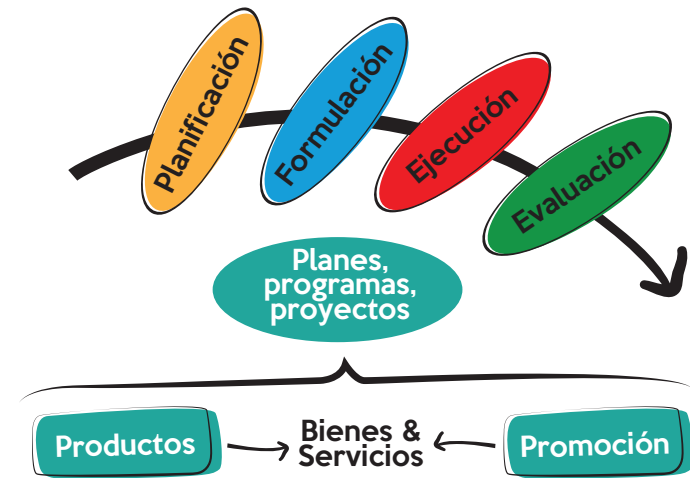 Planificación
Formulación
Ejecución
Evaluación
Planes,
programas,
proyectos
Productos
Bienes &
Servicios
Promoción